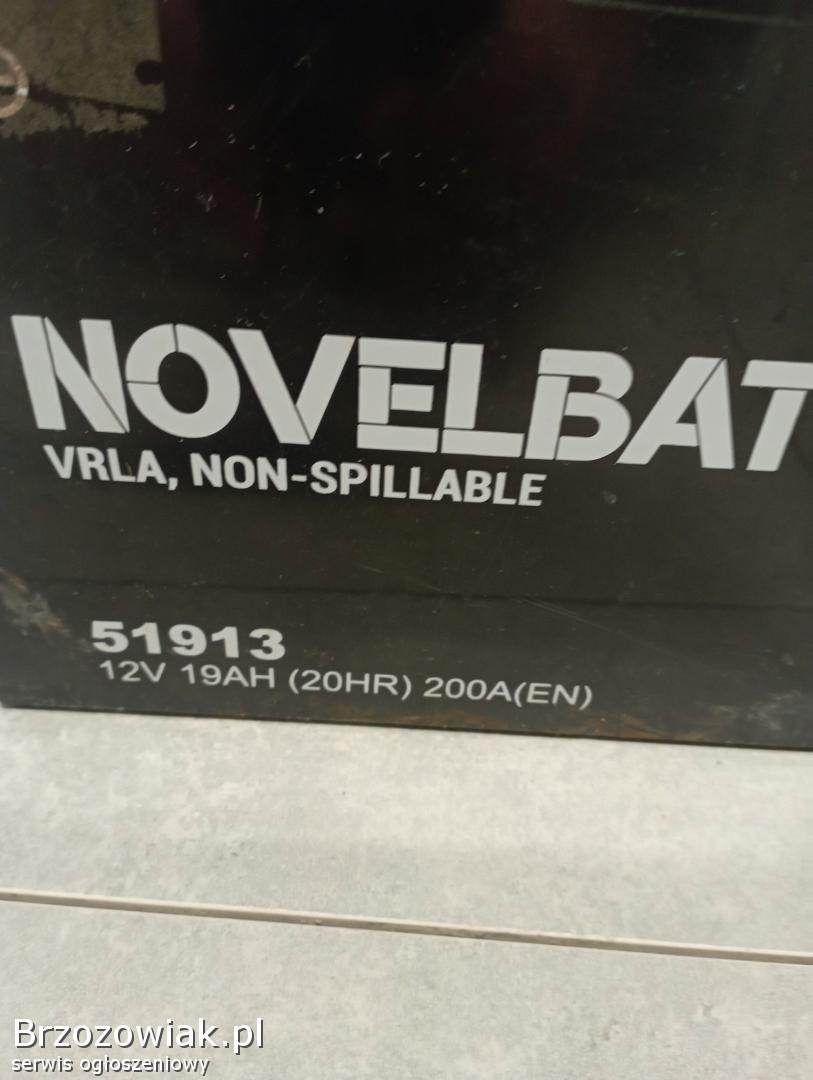 NOVELBAT
VRLA, NON-SPILLABLE
51913
12V 19AH (20HR) 200A(EN)
Brzozowiak.pl
serwis ogłoszeniowy